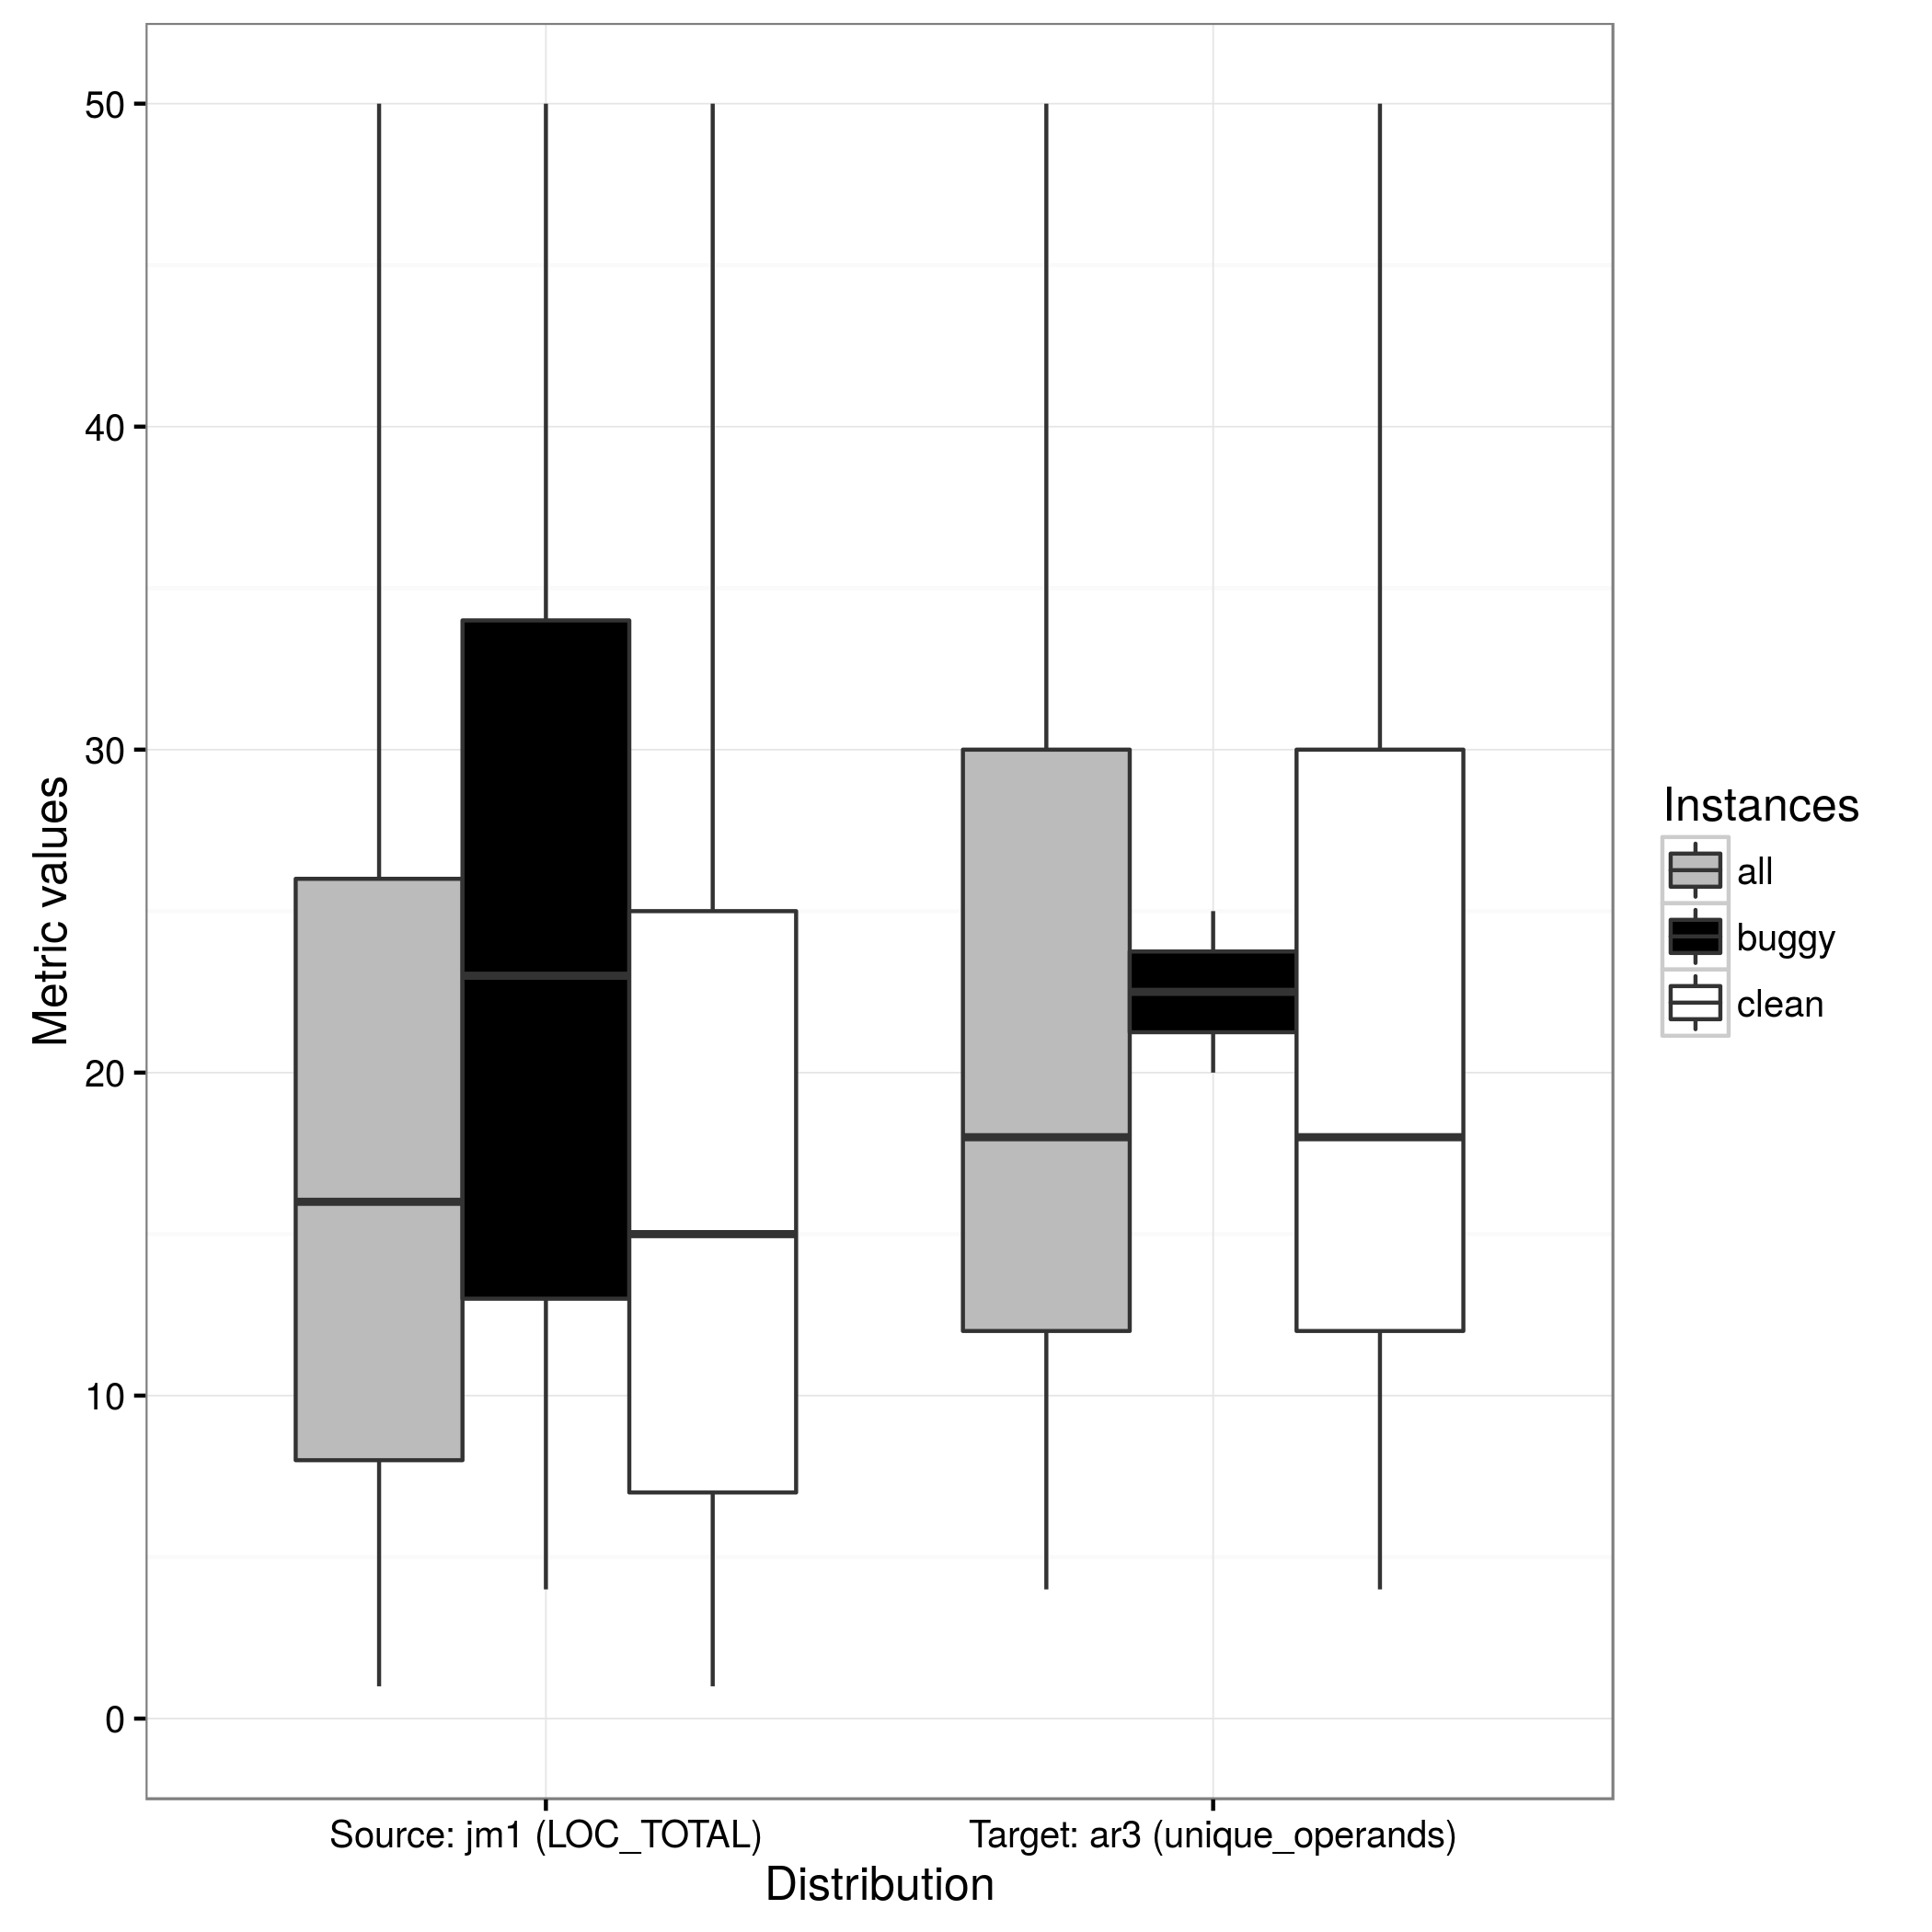 Metric values
50
40
30
20
10
0
Source: jm1 (LOC_TOTAL)
Target: ar3 (unique_operands)
Distribution
Instances
all
buggy
clean